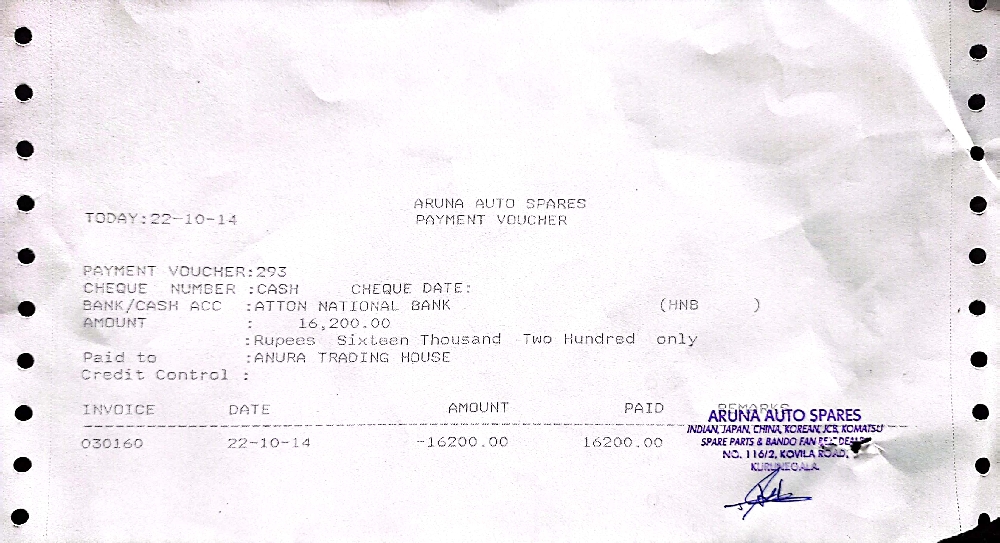 ARUNA AUTO SPARES
TODAY:22-10-14 PAYMENT VOUCHER
PAYMENT VOUCHER:293
CHEQUE NUMBER :CASH CHEQUE DATE:
BANK/CASH ACC :ATTON NATIONAL BANK (HNB )
AMOUNT : 16,200.00
:Rupees Sixteen Thousand Two Hundred only
Paid to :ANURA TRADING HOUSE
Credit Control :
INVOICE DATE AMOUNT PAID REMARKS
030160 22-10-14 -16200.00 16200.00
ARUNA AUTO SPARES
INDIAN, JAPAN, CHINA, KOREAN, JCB, KOMATSU
SPARE PARTS & BANDO FAN BELT
NO. 116/2, KOVILA ROAD,
KURUNEGALA.